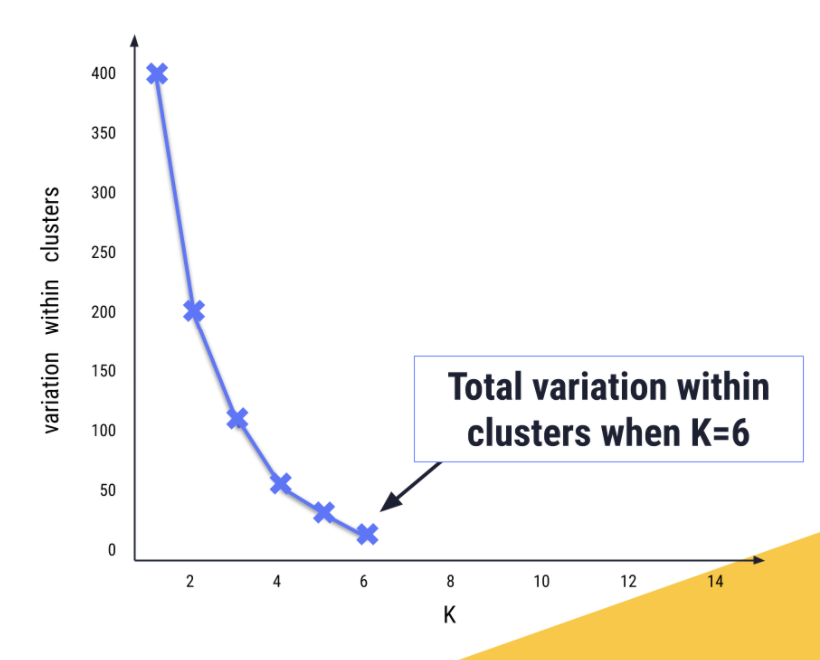 400
350
300
250
200
150
100
50
0
variation within clusters
Total variation within
clusters when K=6
2 4 6 8 10 12 14
K